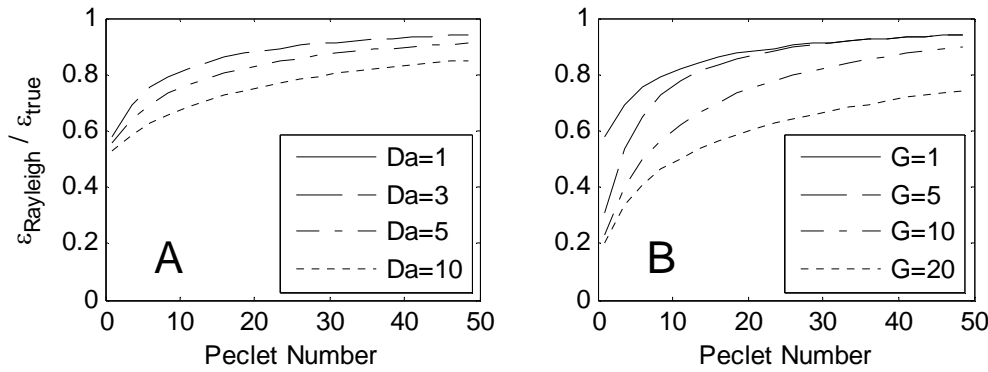 1
0.8
0.6
0.4
0.2
0
ε_Rayleigh / ε_true
A
Da=1
Da=3
Da=5
Da=10
0 10 20 30 40 50
Peclet Number
1
0.8
0.6
0.4
0.2
0
B
G=1
G=5
G=10
G=20
0 10 20 30 40 50
Peclet Number